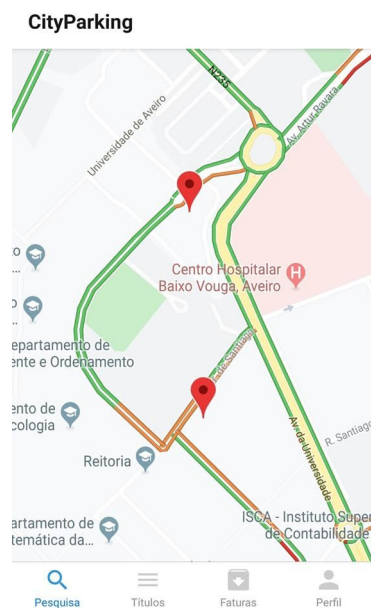 CityParking
N235
Universidade de Aveiro
Av. Artur Ravara
o
...
Centro Hospitalar
Baixo Vouga, Aveiro
H
o
...
epartamento de
ente e Ordenamento
de Santiago
ento de
cologia
Reitoria
R. Santiago
Av. da Universidade
ISCA - Instituto Super
de Contabilidade
artamento de
temática da...
Pesquisa
Títulos
Faturas
Perfil